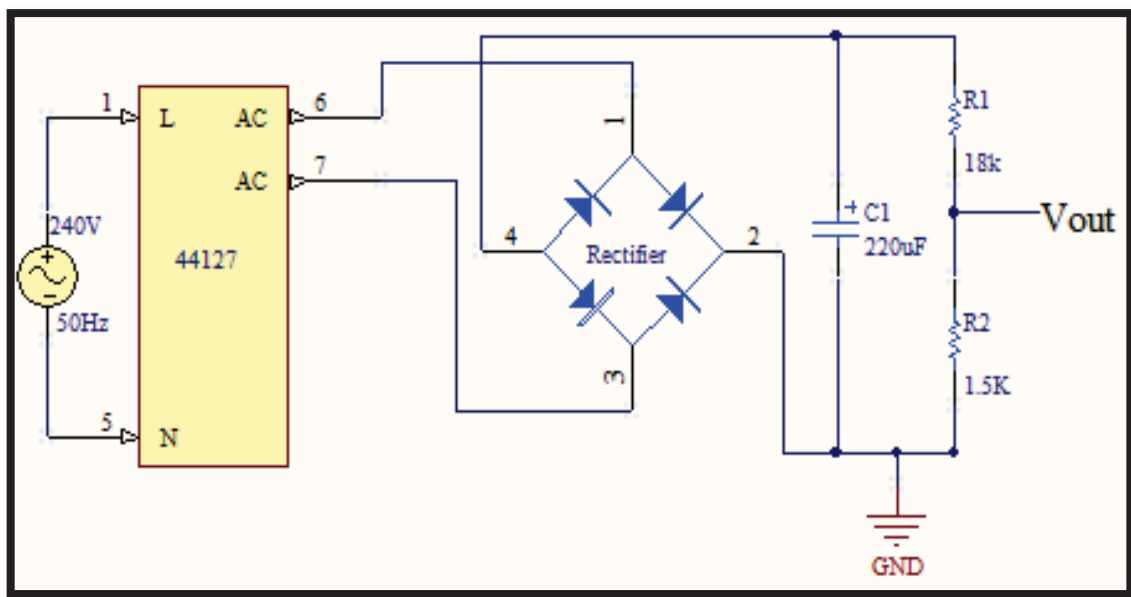 1
L
AC
6
AC
7
240V
44127
50Hz
5
N
1
4
Rectifier
2
3
C1
220uF
R1
18k
Vout
R2
1.5K
GND